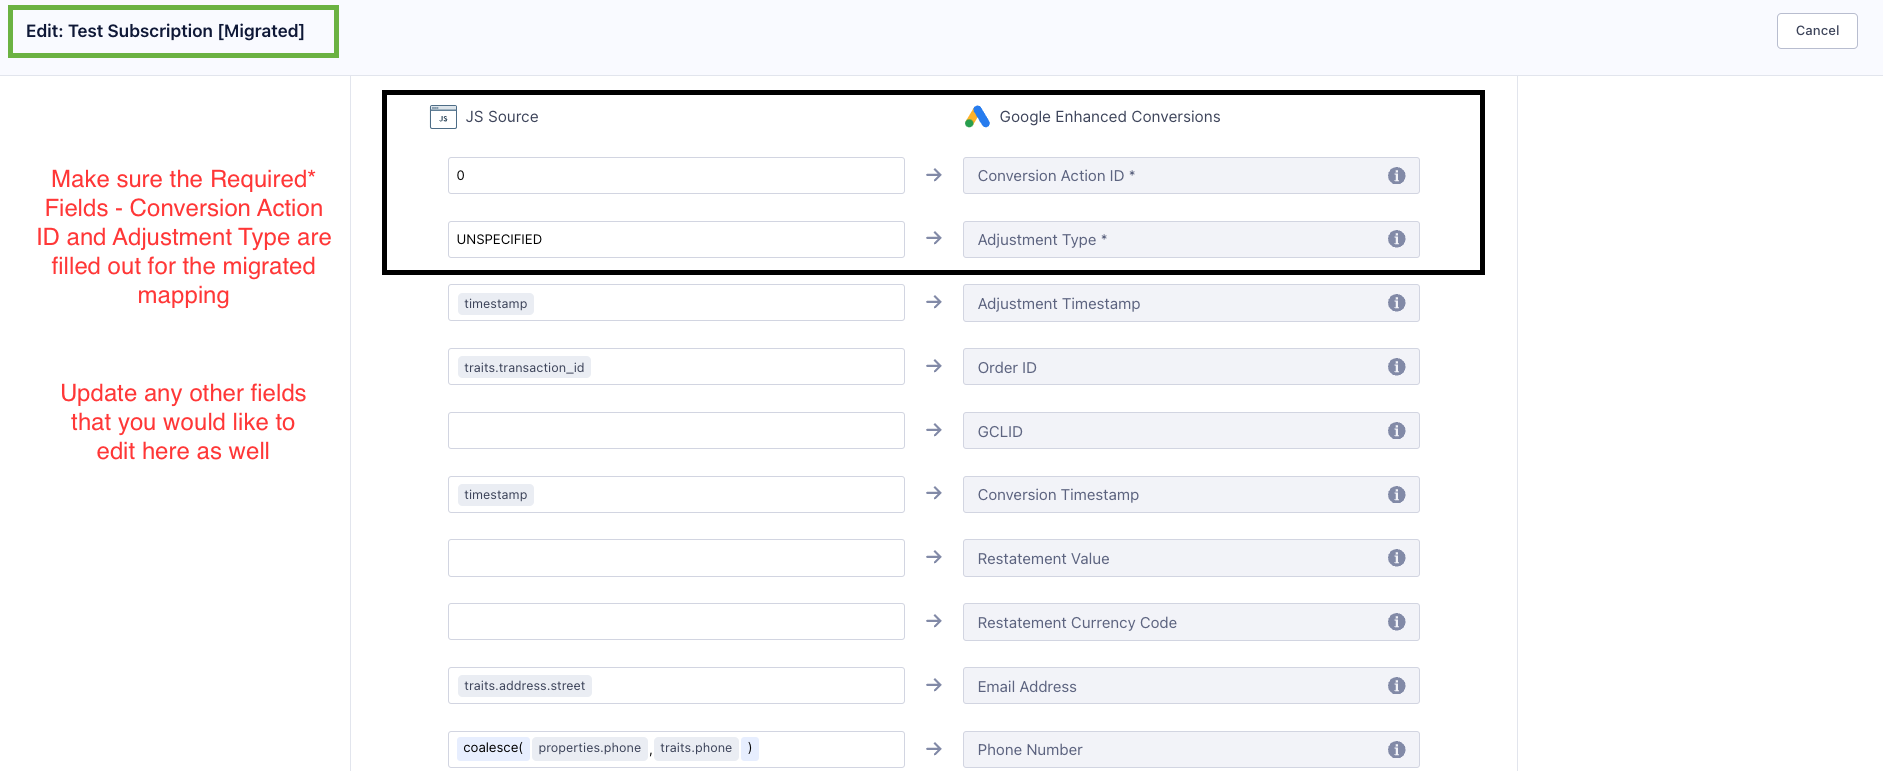 Edit: Test Subscription [Migrated]
Cancel
Make sure the Required*
Fields - Conversion Action
ID and Adjustment Type are
filled out for the migrated
mapping
Update any other fields
that you would like to
edit here as well
JS
JS Source
Google Enhanced Conversions
0
Conversion Action ID *
UNSPECIFIED
Adjustment Type *
timestamp
Adjustment Timestamp
traits.transaction_id
Order ID
GCLID
timestamp
Conversion Timestamp
Restatement Value
Restatement Currency Code
traits.address.street
Email Address
coalesce( properties.phone , traits.phone )
Phone Number